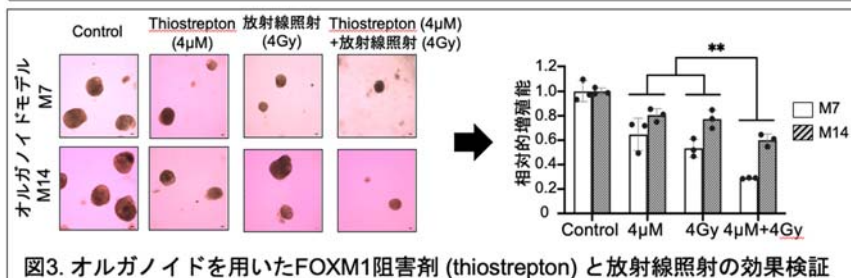 Control
Thiostrepton
(4μM)
放射線照射
(4Gy)
Thiostrepton (4μM)
+放射線照射 (4Gy)
オルガノイドモデル
M7
M14
相対的増殖能
1.2
1.0
0.8
0.6
0.4
0.2
0
**
M7
M14
Control
4μM
4Gy
4μM+4Gy
図3. オルガノイドを用いたFOXM1阻害剤 (thiostrepton) と放射線照射の効果検証